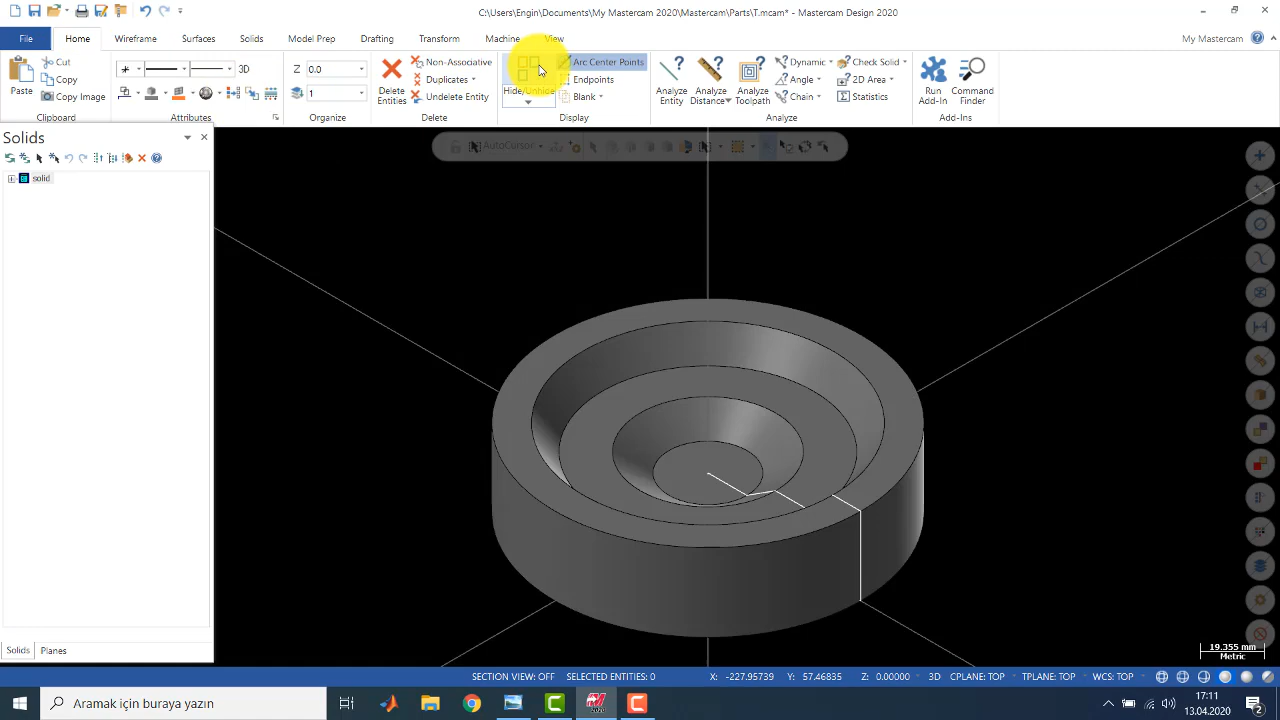 C:\Users\Engin\Documents\My Mastercam 2020\Mastercam\Parts\T.mcam* - Mastercam Design 2020
File Home Wireframe Surfaces Solids Model Prep Drafting Transform Machine View My Mastercam
Cut Z 0.0 Non-Associative Arc Center Points Dynamic Check Solid
Copy 3D Duplicates Endpoints Angle 2D Area
Paste Delete Entities Hide/Unhide Analyze Entity Analyze Distance Analyze Toolpath Run Add-In Command Finder
1 Undelete Entity Blank Chain Statistics
Clipboard Attributes Organize Delete Display Analyze Add-Ins
Solids
AutoCursor
solid
19.355 mm
Metric
Solids Planes
SECTION VIEW: OFF SELECTED ENTITIES: 0 X: -227.95739 Y: 57.46835 Z: 0.00000 3D CPLANE: TOP TPLANE: TOP WCS: TOP
Aramak için buraya yazın
2020
17:11
13.04.2020
2